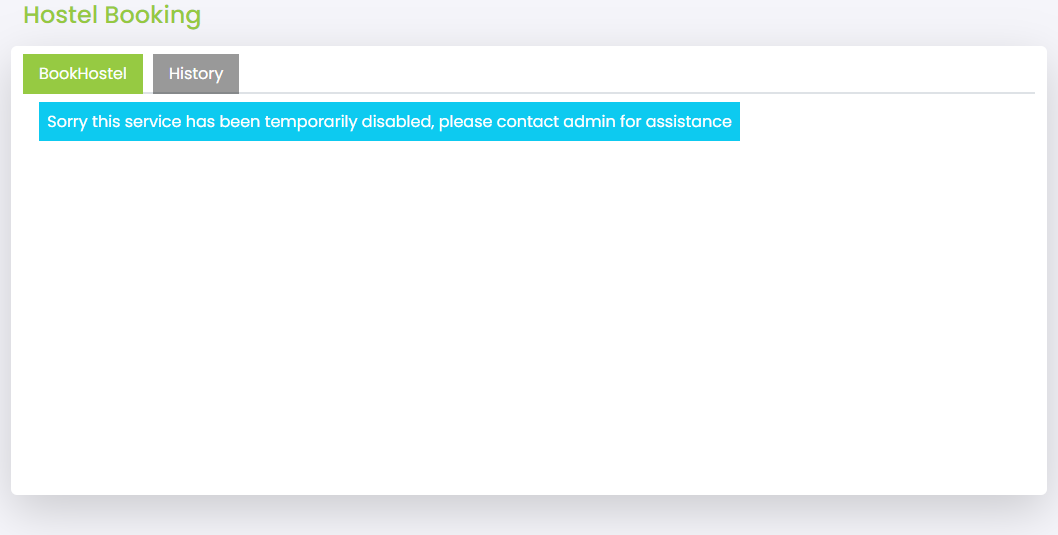 Hostel Booking
BookHostel History
Sorry this service has been temporarily disabled, please contact admin for assistance